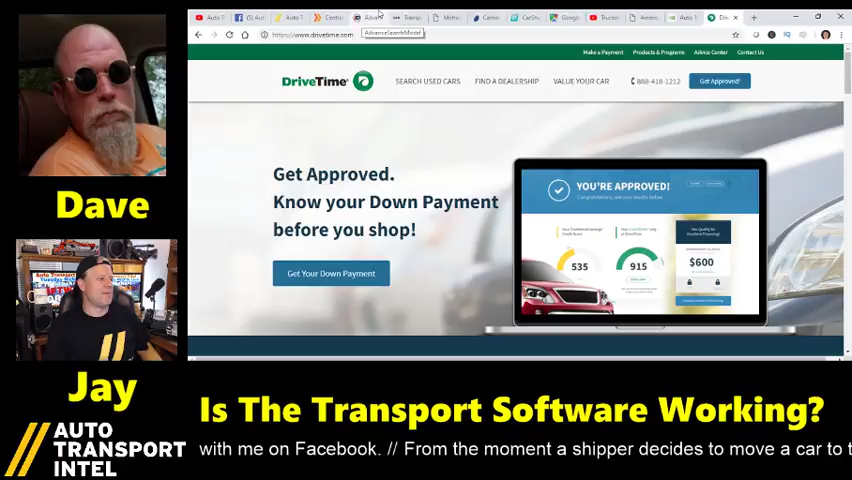 https://www.drivetime.com
AdvanceSearchModel
Make a Payment
Products & Programs
Advice Center
Contact Us
DriveTime
SEARCH USED CARS
FIND A DEALERSHIP
VALUE YOUR CAR
888-418-1212
Get Approved!
Get Approved.
Know your Down Payment
before you shop!
Get Your Down Payment
YOU'RE APPROVED!
535
915
$600
Dave
Jay
AUTO
TRANSPORT
INTEL
Is The Transport Software Working?
with me on Facebook. // From the moment a shipper decides to move a car to t